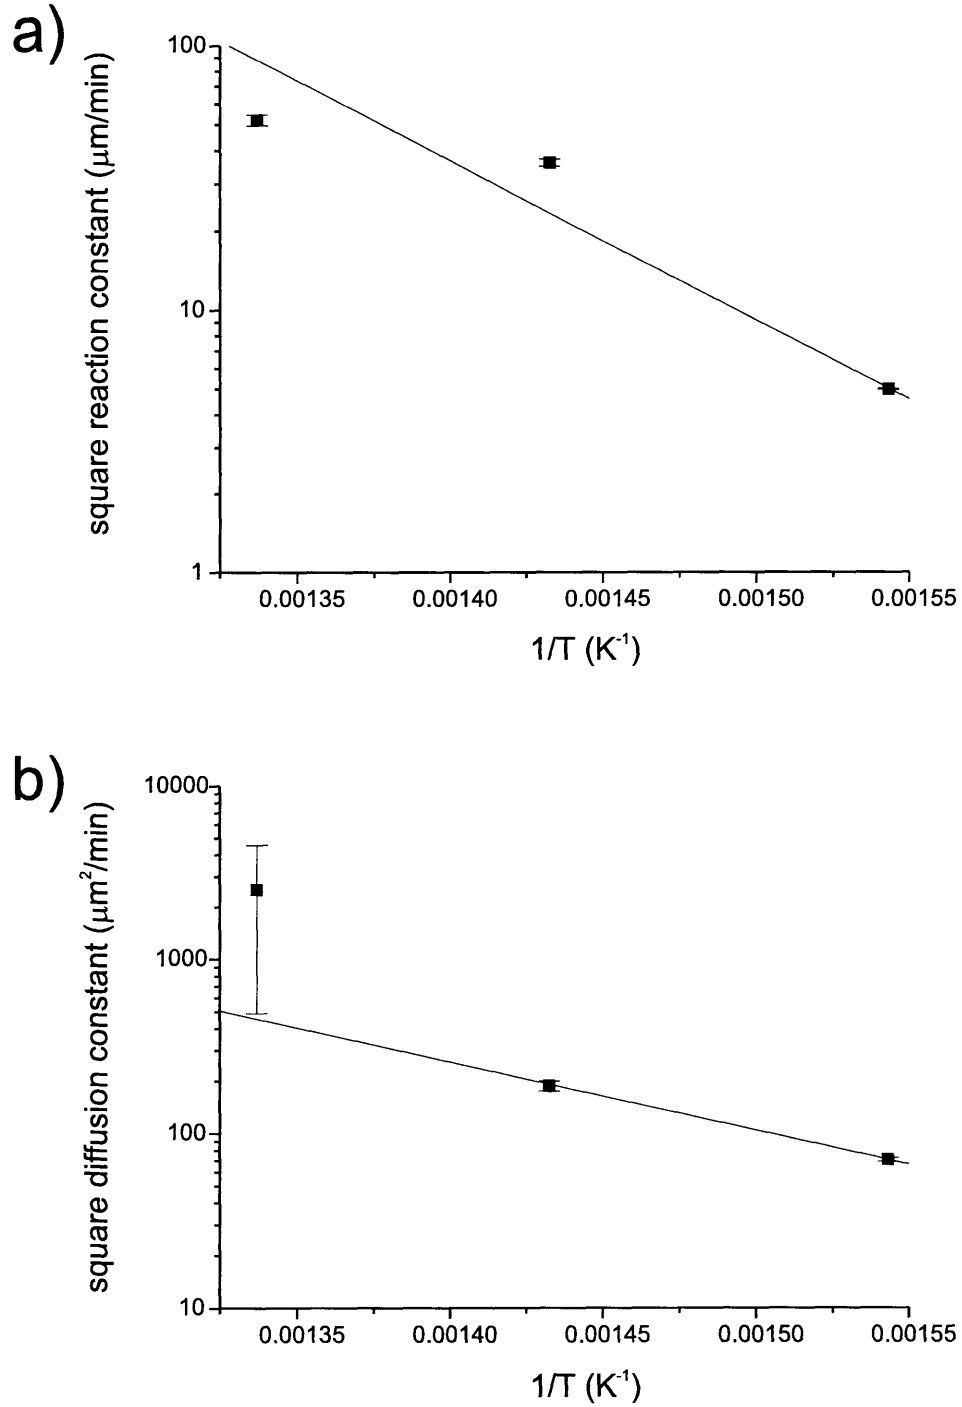 a)
square reaction constant (μm/min)
100
10
1
0.00135 0.00140 0.00145 0.00150 0.00155
1/T (K⁻¹)
b)
square diffusion constant (μm²/min)
10000
1000
100
10
0.00135 0.00140 0.00145 0.00150 0.00155
1/T (K⁻¹)